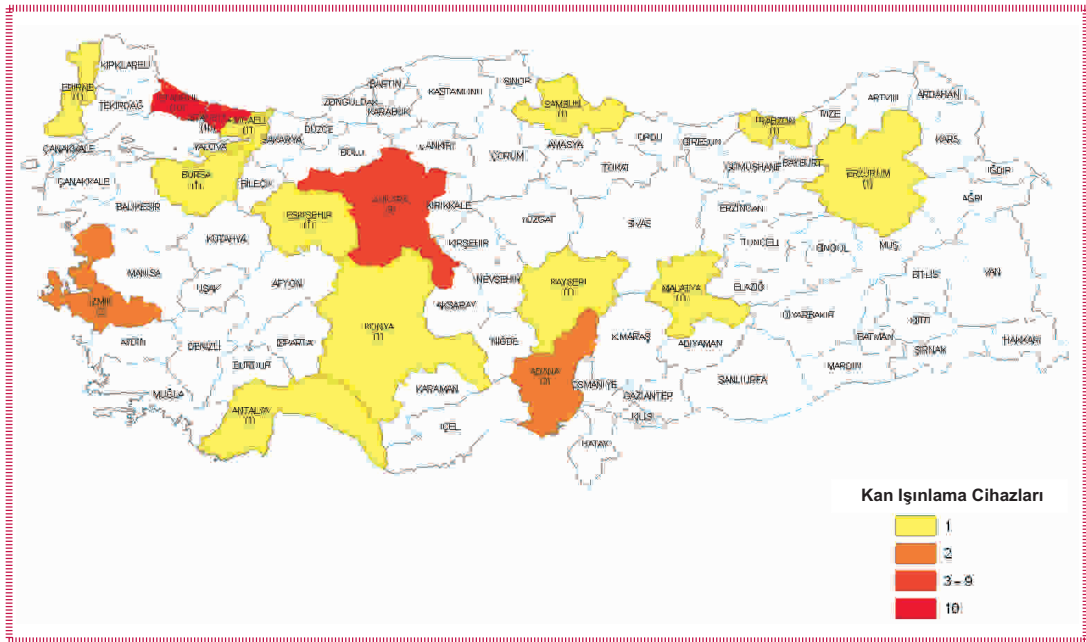 KIRKLARELİ
EDİRNE
(1)
TEKİRDAĞ
YALOVA
SAKARYA
DÜZCE
ZONGULDAK
BARTIN
KARABÜK
KASTAMONU
SİNOP
SAMSUN
(1)
ORDU
GİRESUN
TRABZON
(1)
RİZE
ARTVİN
ARDAHAN
KARS
IĞDIR
AĞRI
ERZURUM
(1)
BAYBURT
GÜMÜŞHANE
ERZİNCAN
TUNCELİ
BİNGÖL
MUŞ
BİTLİS
VAN
HAKKARİ
ŞIRNAK
SİİRT
BATMAN
DİYARBAKIR
MARDİN
ŞANLIURFA
ADIYAMAN
ELAZIĞ
MALATYA
(1)
SİVAS
TOKAT
AMASYA
ÇORUM
YOZGAT
KIRIKKALE
KIRŞEHİR
NEVŞEHİR
KAYSERİ
(1)
AKSARAY
NİĞDE
ADANA
(2)
OSMANİYE
K.MARAŞ
GAZİANTEP
KİLİS
HATAY
İÇEL
KARAMAN
KONYA
(1)
ANTALYA
(1)
BURDUR
ISPARTA
AFYON
ESKİŞEHİR
(1)
BOLU
BİLECİK
BURSA
(1)
ÇANAKKALE
ÇANAKKALE
BALIKESİR
KÜTAHYA
MANİSA
UŞAK
İZMİR
AYDIN
DENİZLİ
MUĞLA
Kan Işınlama Cihazları
1
2
3 - 9
10